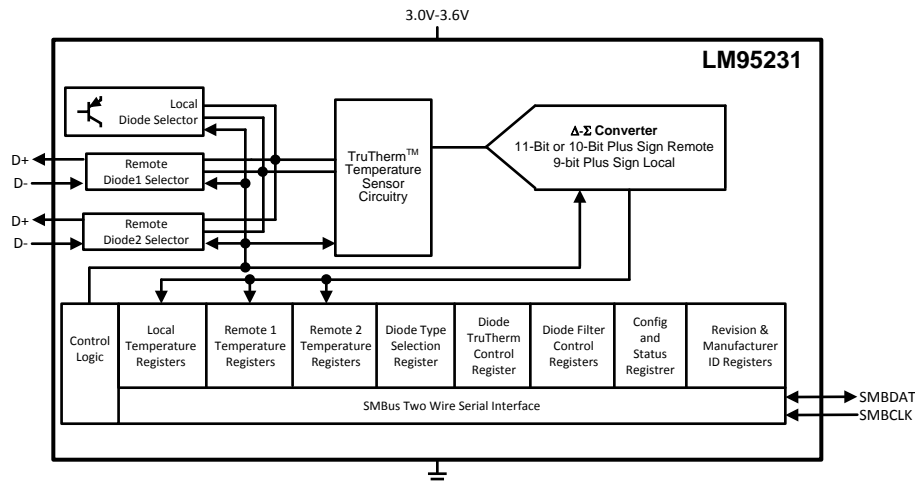 3.0V-3.6V
LM95231
Local
Diode Selector
D+
D-
Remote
Diode1 Selector
D+
D-
Remote
Diode2 Selector
TruTherm™
Temperature
Sensor
Circuitry
Δ-Σ Converter
11-Bit or 10-Bit Plus Sign Remote
9-bit Plus Sign Local
Control
Logic
Local
Temperature
Registers
Remote 1
Temperature
Registers
Remote 2
Temperature
Registers
Diode Type
Selection
Register
Diode
TruTherm
Control
Register
Diode Filter
Control
Registers
Config
and
Status
Registrer
Revision &
Manufacturer
ID Registers
SMBus Two Wire Serial Interface
SMBDAT
SMBCLK